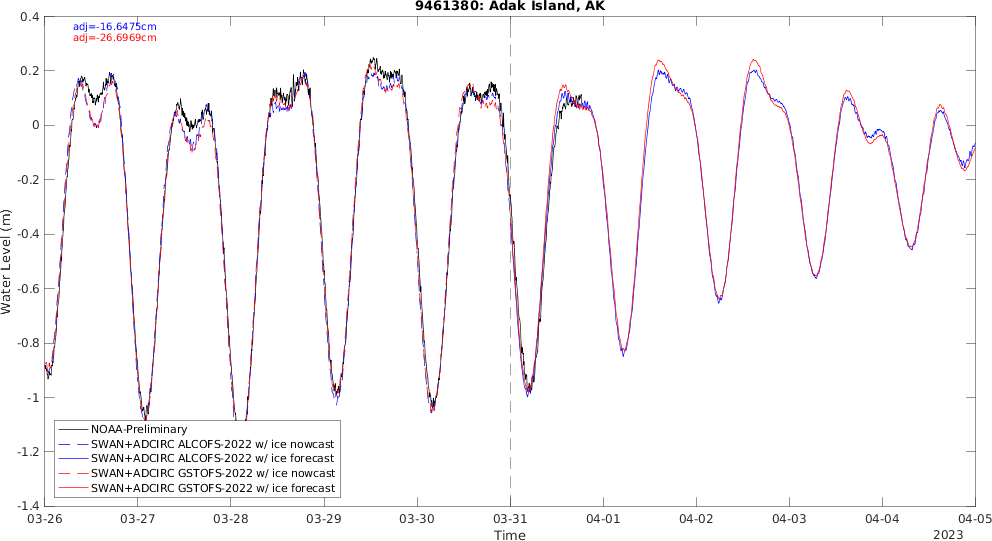 9461380: Adak Island, AK
adj=-16.6475cm
adj=-26.6969cm
0.4
0.2
0
-0.2
-0.4
-0.6
-0.8
-1
-1.2
-1.4
Water Level (m)
NOAA-Preliminary
SWAN+ADCIRC ALCOFS-2022 w/ ice nowcast
SWAN+ADCIRC ALCOFS-2022 w/ ice forecast
SWAN+ADCIRC GSTOFS-2022 w/ ice nowcast
SWAN+ADCIRC GSTOFS-2022 w/ ice forecast
03-26 03-27 03-28 03-29 03-30 03-31 04-01 04-02 04-03 04-04 04-05
Time
2023